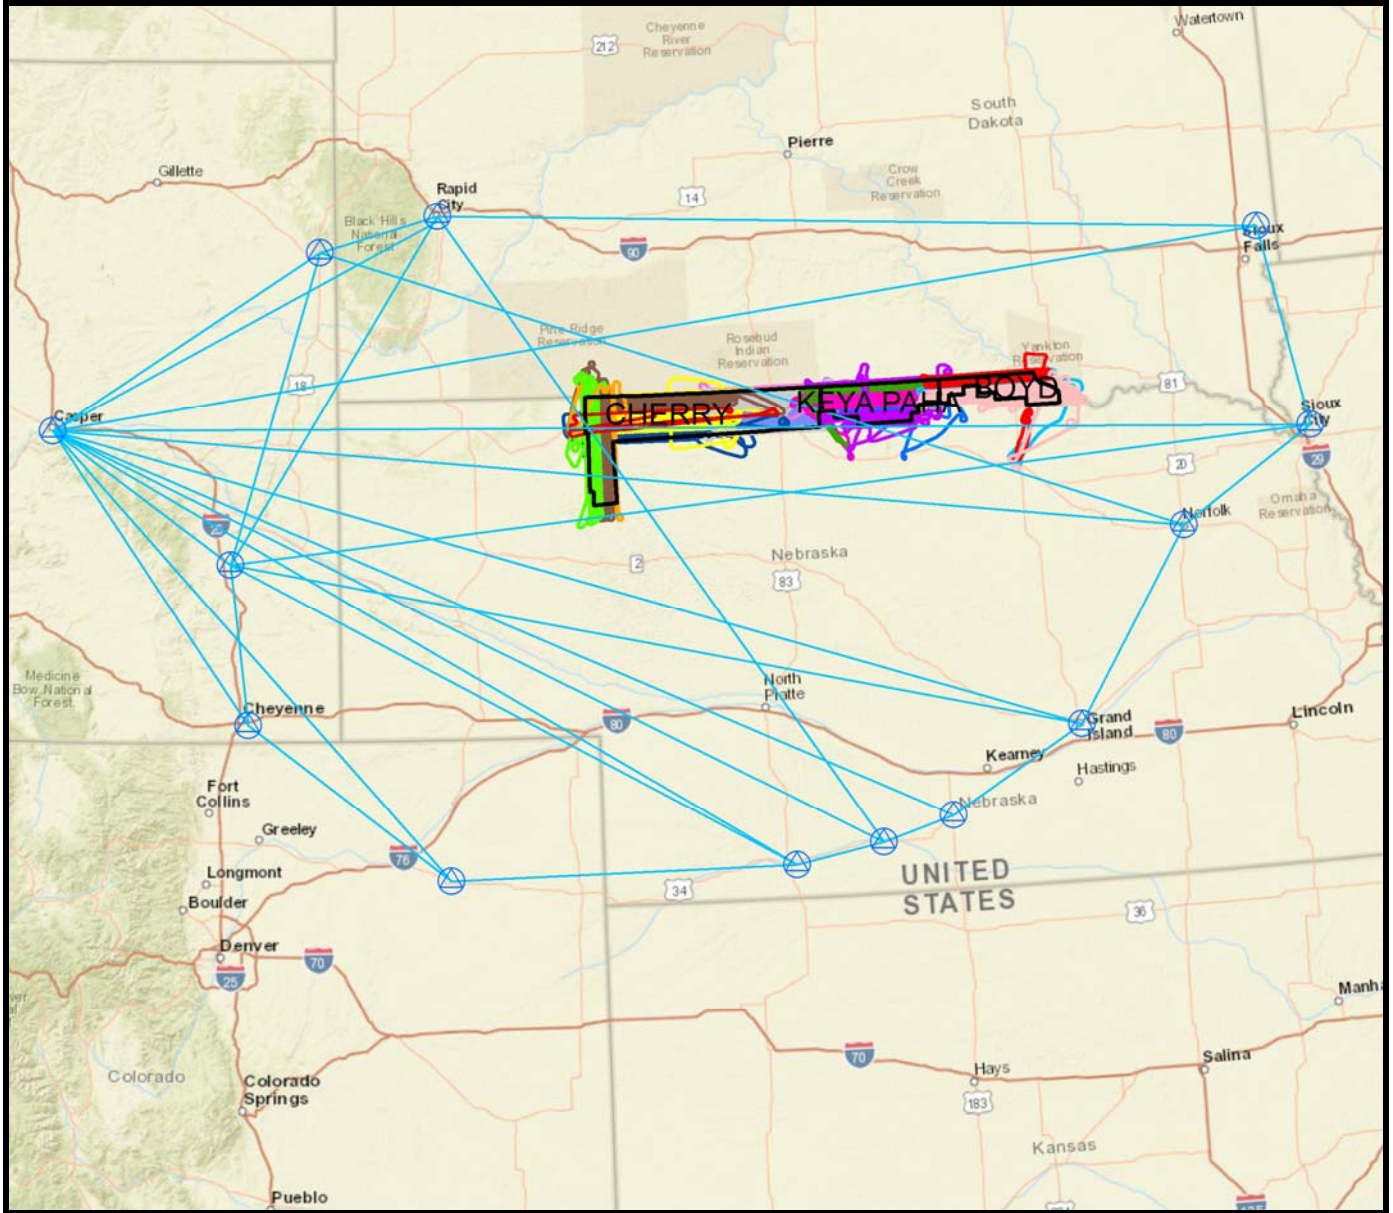 Cheyenne
River
Reservation
212
Watertown
South
Dakota
Pierre
Gillette
Crow
Creek
Reservation
Rapid
City
14
Black Hills
National
Forest
90
Sioux
Falls
Pine Ridge
Reservation
Rosebud
Indian
Reservation
Yankton
Reservation
18
81
CHERRY
KEYA PAHA
BOYD
Casper
Sioux
City
29
20
Omaha
Reservation
Norfolk
25
2
Nebraska
83
Medicine
Bow National
Forest
North
Platte
Cheyenne
80
Grand
Island
80
Lincoln
Kearney
Hastings
Fort
Collins
Nebraska
Greeley
76
Longmont
Boulder
34
UNITED
STATES
36
Denver
70
25
Manha
70
Salina
Hays
183
Colorado
Colorado
Springs
Kansas
Pueblo